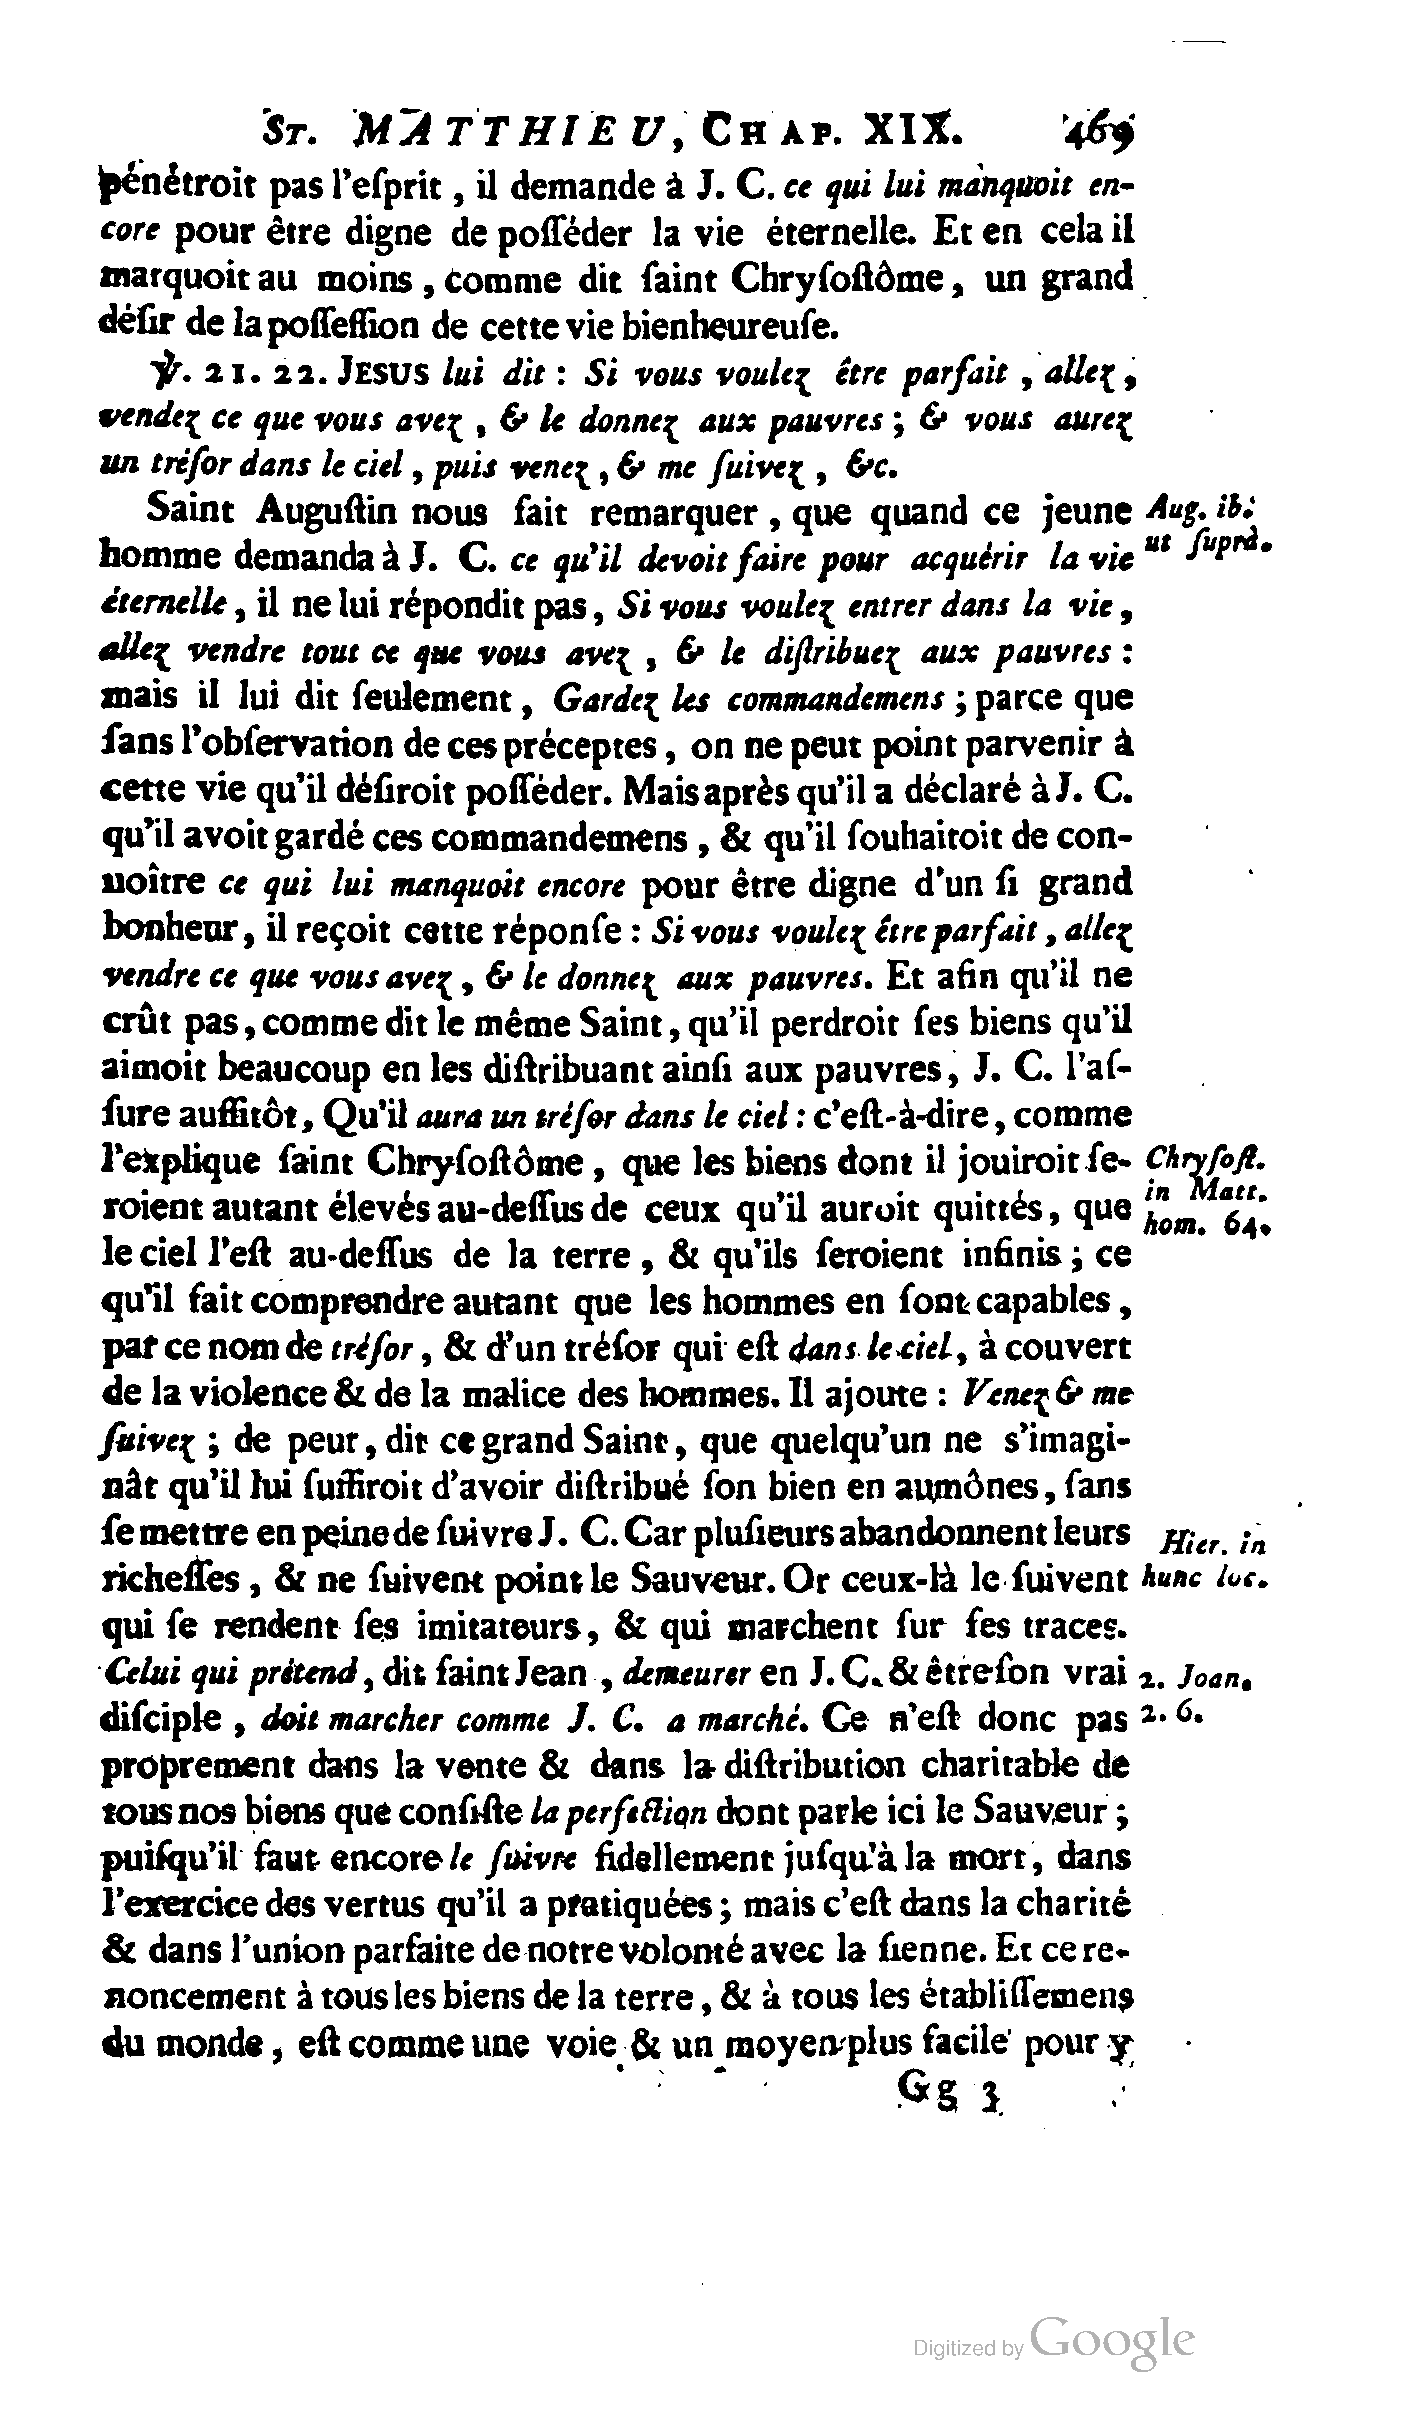 ST. MATTHIEU, CHAP. XIX. 469
pénétroit pas l'eſprit, il demande à J. C. ce qui lui manquoit en-
core pour être digne de poſſéder la vie éternelle. Et en cela il
marquoit au moins, comme dit ſaint Chryſoſtôme, un grand
déſir de la poſſeſſion de cette vie bienheureuſe.
℣. 21. 22. JESUS lui dit : Si vous voulez être parfait, allez,
vendez ce que vous avez, & le donnez aux pauvres ; & vous aurez
un tréſor dans le ciel, puis venez, & me ſuivez, &c.
Saint Auguſtin nous fait remarquer, que quand ce jeune
Aug. ib.
homme demanda à J. C. ce qu'il devoit faire pour acquérir la vie
ut ſuprà.
éternelle, il ne lui répondit pas, Si vous voulez entrer dans la vie,
allez vendre tout ce que vous avez, & le diſtribuez aux pauvres :
mais il lui dit ſeulement, Gardez les commandemens ; parce que
ſans l'obſervation de ces préceptes, on ne peut point parvenir à
cette vie qu'il déſiroit poſſéder. Mais après qu'il a déclaré à J. C.
qu'il avoit gardé ces commandemens, & qu'il ſouhaitoit de con-
noître ce qui lui manquoit encore pour être digne d'un ſi grand
bonheur, il reçoit cette réponſe : Si vous voulez être parfait, allez
vendre ce que vous avez, & le donnez aux pauvres. Et afin qu'il ne
crût pas, comme dit le même Saint, qu'il perdroit ſes biens qu'il
aimoit beaucoup en les diſtribuant ainſi aux pauvres, J. C. l'aſ-
ſure auſſitôt, Qu'il aura un tréſor dans le ciel : c'eſt-à-dire, comme
l'explique ſaint Chryſoſtôme, que les biens dont il jouiroit ſe-
Chryſoſt.
in Matt.
roient autant élevés au-deſſus de ceux qu'il auroit quittés, que
hom. 64.
le ciel l'eſt au-deſſus de la terre, & qu'ils ſeroient infinis ; ce
qu'il fait comprendre autant que les hommes en ſont capables,
par ce nom de tréſor, & d'un tréſor qui eſt dans le ciel, à couvert
de la violence & de la malice des hommes. Il ajoute : Venez & me
ſuivez ; de peur, dit ce grand Saint, que quelqu'un ne s'imagi-
nât qu'il lui ſuffiroit d'avoir diſtribué ſon bien en aumônes, ſans
ſe mettre en peine de ſuivre J. C. Car pluſieurs abandonnent leurs
Hier. in
richeſſes, & ne ſuivent point le Sauveur. Or ceux-là le ſuivent
hunc loc.
qui ſe rendent ſes imitateurs, & qui marchent ſur ſes traces.
Celui qui prétend, dit ſaint Jean, demeurer en J. C. & être ſon vrai
2. Joan.
diſciple, doit marcher comme J. C. a marché. Ce n'eſt donc pas
2. 6.
proprement dans la vente & dans la diſtribution charitable de
tous nos biens que conſiſte la perfection dont parle ici le Sauveur ;
puiſqu'il faut encore le ſuivre fidellement juſqu'à la mort, dans
l'exercice des vertus qu'il a pratiquées ; mais c'eſt dans la charité
& dans l'union parfaite de notre volonté avec la ſienne. Et ce re-
noncement à tous les biens de la terre, & à tous les établiſſemens
du monde, eſt comme une voie & un moyen plus facile pour y
Gg 3
Digitized by Google